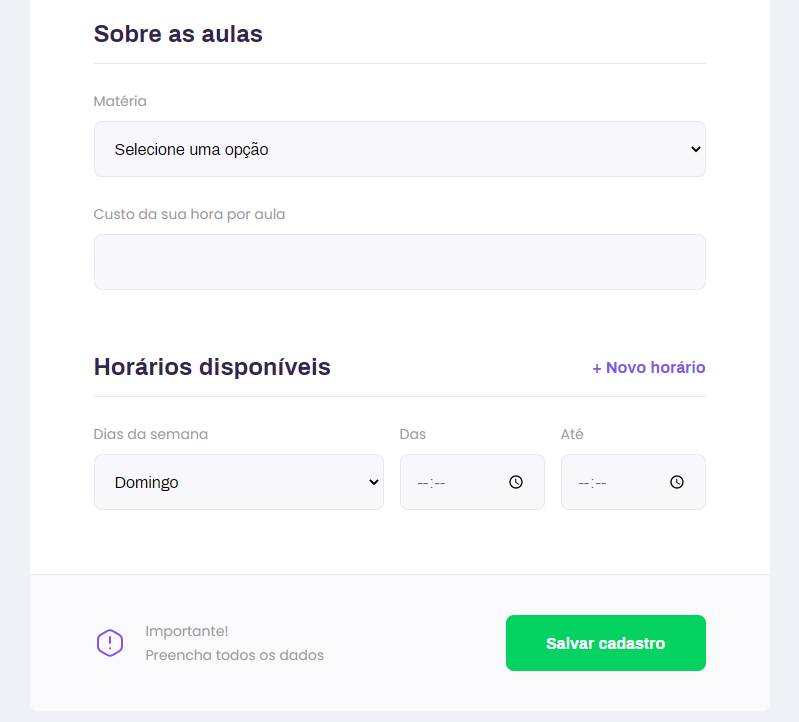 Sobre as aulas
Matéria
Selecione uma opção
Custo da sua hora por aula
Horários disponíveis
+ Novo horário
Dias da semana
Das
Até
Domingo
--:--
--:--
Importante!
Preencha todos os dados
Salvar cadastro